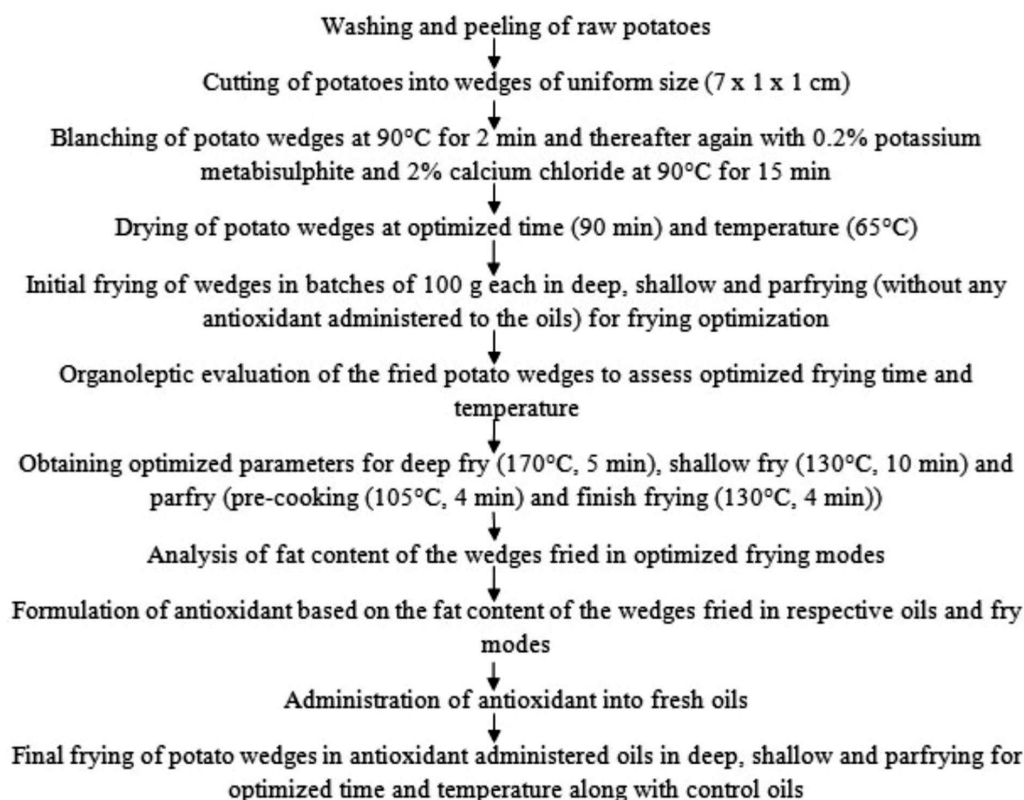 Washing and peeling of raw potatoes
Cutting of potatoes into wedges of uniform size (7 x 1 x 1 cm)
Blanching of potato wedges at 90°C for 2 min and thereafter again with 0.2% potassium
metabisulphite and 2% calcium chloride at 90°C for 15 min
Drying of potato wedges at optimized time (90 min) and temperature (65°C)
Initial frying of wedges in batches of 100 g each in deep, shallow and parfrying (without any
antioxidant administered to the oils) for frying optimization
Organoleptic evaluation of the fried potato wedges to assess optimized frying time and
temperature
Obtaining optimized parameters for deep fry (170°C, 5 min), shallow fry (130°C, 10 min) and
parfry (pre-cooking (105°C, 4 min) and finish frying (130°C, 4 min))
Analysis of fat content of the wedges fried in optimized frying modes
Formulation of antioxidant based on the fat content of the wedges fried in respective oils and fry
modes
Administration of antioxidant into fresh oils
Final frying of potato wedges in antioxidant administered oils in deep, shallow and parfrying for
optimized time and temperature along with control oils